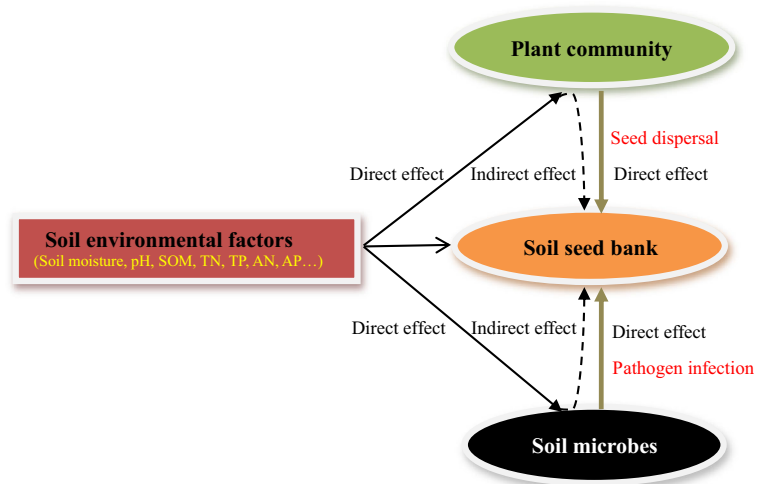 Plant community
Seed dispersal
Direct effect Indirect effect Direct effect
Soil environmental factors
(Soil moisture, pH, SOM, TN, TP, AN, AP…)
Soil seed bank
Direct effect Indirect effect Direct effect
Pathogen infection
Soil microbes